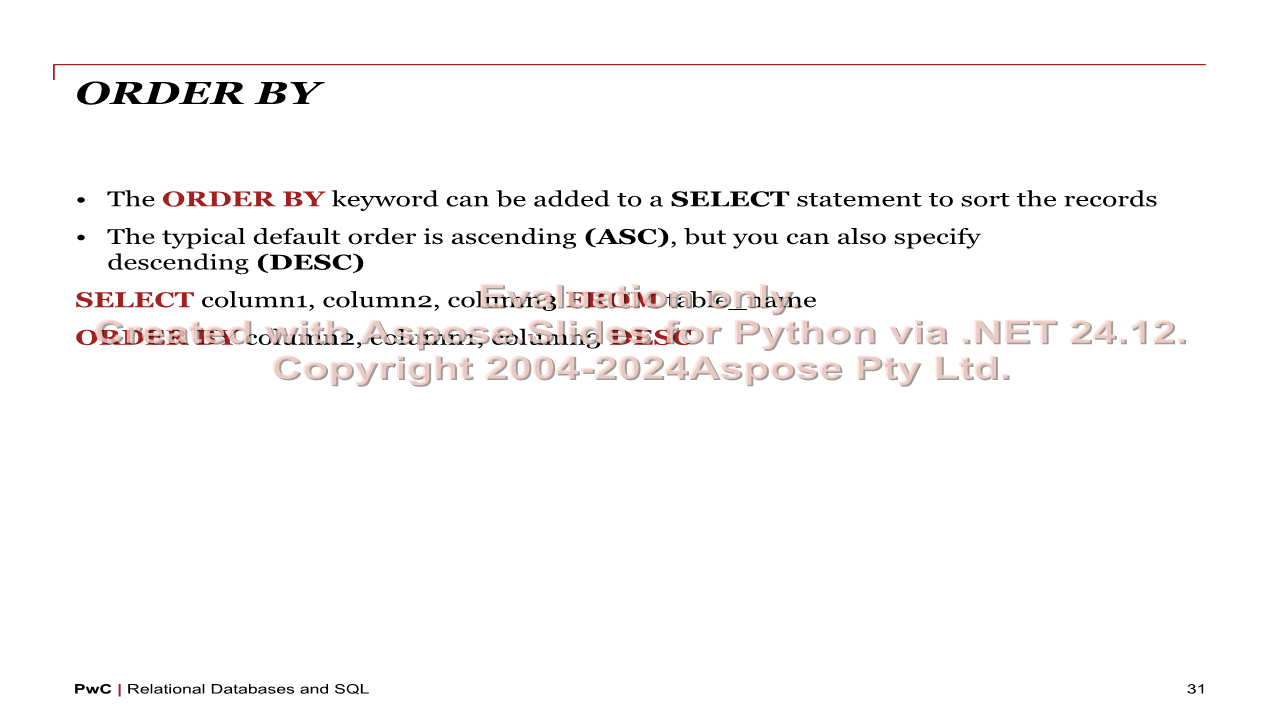 ORDER BY
• The ORDER BY keyword can be added to a SELECT statement to sort the records
• The typical default order is ascending (ASC), but you can also specify
descending (DESC)
SELECT column1, column2, column3 FROM table_name
ORDER BY column2, column1, column3 DESC
Evaluation only.
Created with Aspose.Slides for Python via .NET 24.12.
Copyright 2004-2024Aspose Pty Ltd.
PwC | Relational Databases and SQL
31